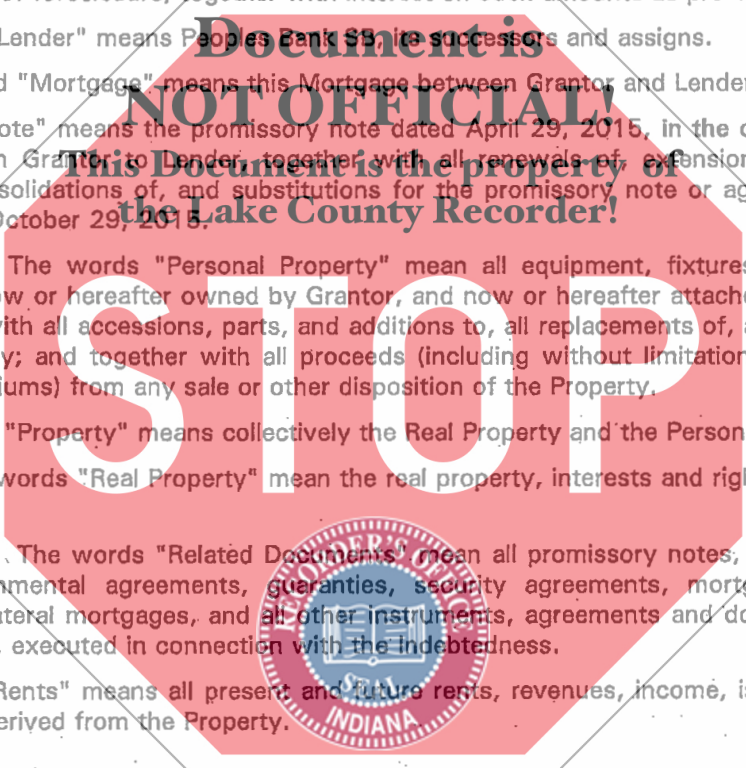 Document is
NOT OFFICIAL!
This Document is the property of
the Lake County Recorder!
STOP
Lender" means Peoples Bank SB, its successors and assigns.
"Mortgage" means this Mortgage between Grantor and Lender
ote" means the promissory note dated April 29, 2015, in the
Grantor to Lender, together with all renewals of, extension
solidations of, and substitutions for the promissory note or ag
October 29, 2015.
The words "Personal Property" mean all equipment, fixtures
w or hereafter owned by Grantor, and now or hereafter attach
ith all accessions, parts, and additions to, all replacements of,
y; and together with all proceeds (including without limitation
iums) from any sale or other disposition of the Property.
"Property" means collectively the Real Property and the Person
words "Real Property" mean the real property, interests and rig
The words "Related Documents" mean all promissory notes,
nmental agreements, guaranties, security agreements, mortg
ateral mortgages, and all other instruments, agreements and do
executed in connection with the Indebtedness.
Rents" means all present and future rents, revenues, income, i
erived from the Property.
RECORDER'S OFFICE
SEAL
INDIANA